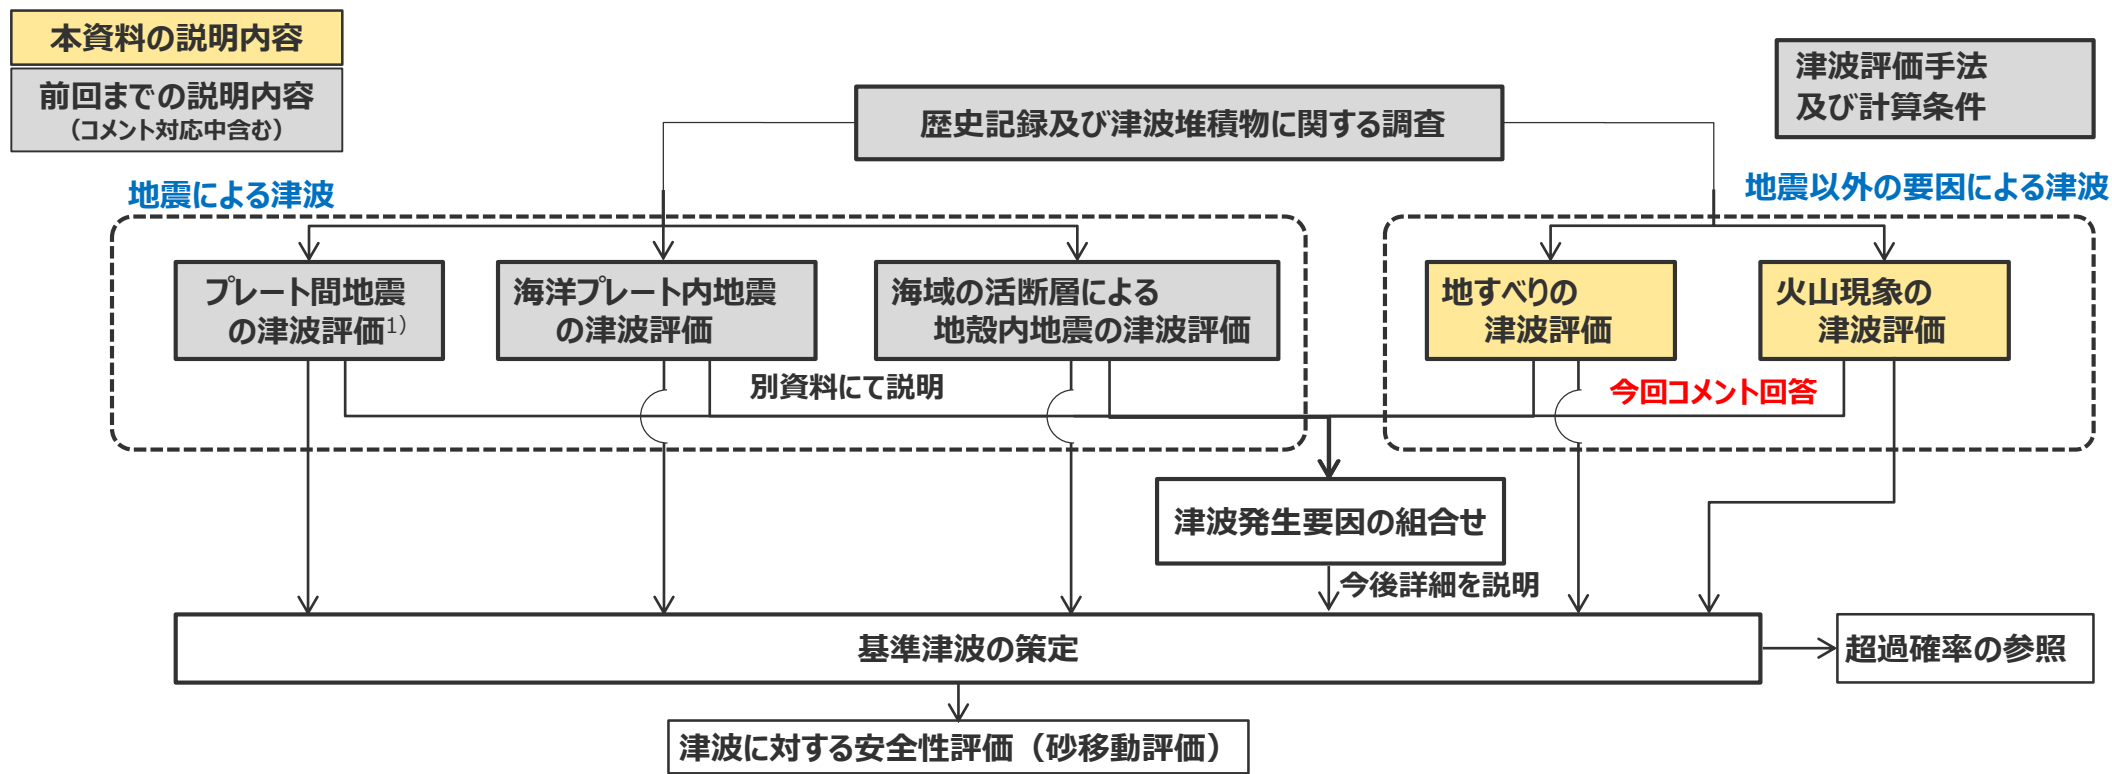 本資料の説明内容
前回までの説明内容
（コメント対応中含む）
津波評価手法
及び計算条件
歴史記録及び津波堆積物に関する調査
地震による津波
地震以外の要因による津波
プレート間地震
の津波評価1)
海洋プレート内地震
の津波評価
海域の活断層による
地殻内地震の津波評価
地すべりの
津波評価
火山現象の
津波評価
別資料にて説明
今回コメント回答
津波発生要因の組合せ
今後詳細を説明
基準津波の策定
超過確率の参照
津波に対する安全性評価（砂移動評価）